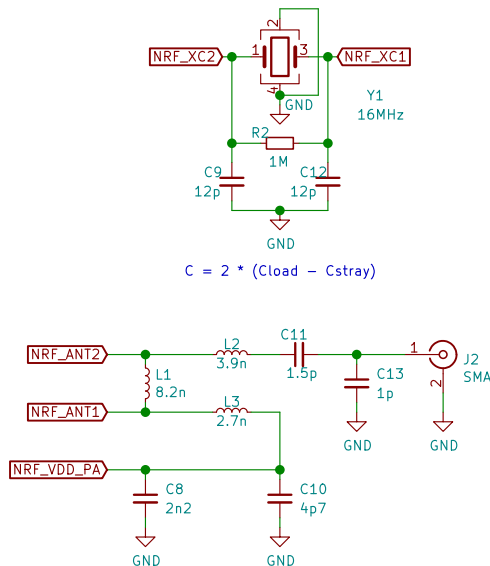 2
NRF_XC2
1
3
NRF_XC1
4
GND
Y1
16MHz
R2
1M
C9
12p
C12
12p
GND
C = 2 * (Cload - Cstray)
NRF_ANT2
L2
3.9n
C11
1.5p
1
J2
SMA
L1
8.2n
C13
1p
2
NRF_ANT1
L3
2.7n
GND
GND
NRF_VDD_PA
C8
2n2
C10
4p7
GND
GND